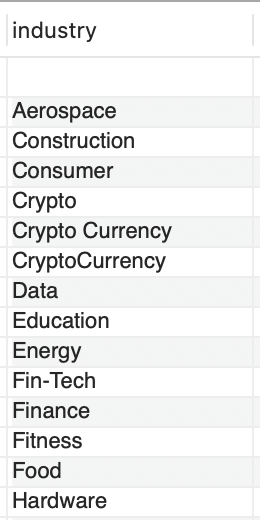 industry
Aerospace
Construction
Consumer
Crypto
Crypto Currency
CryptoCurrency
Data
Education
Energy
Fin-Tech
Finance
Fitness
Food
Hardware